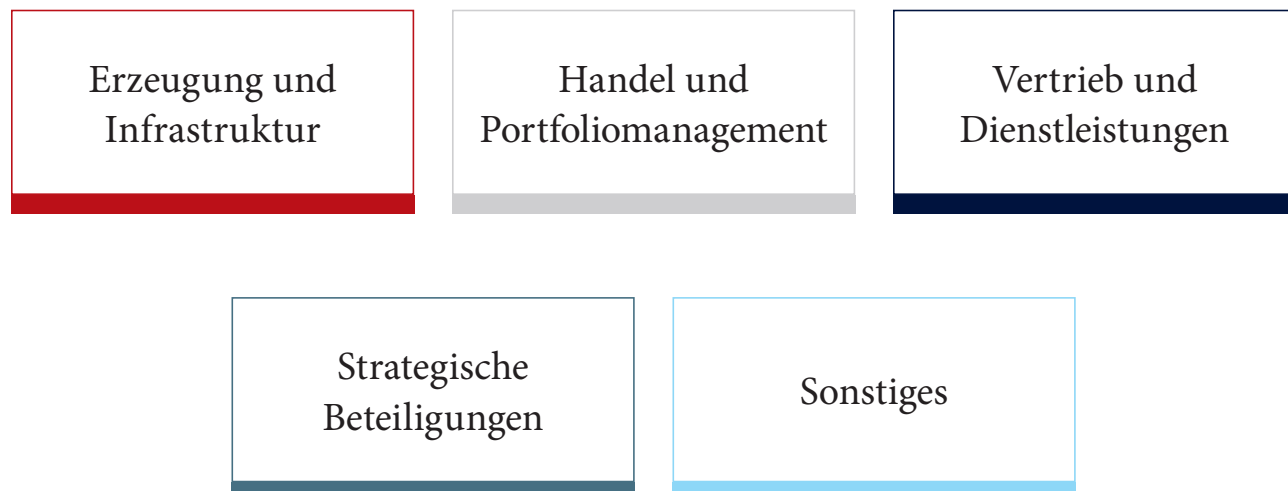 Erzeugung und
Infrastruktur
Handel und
Portfoliomanagement
Vertrieb und
Dienstleistungen
Strategische
Beteiligungen
Sonstiges